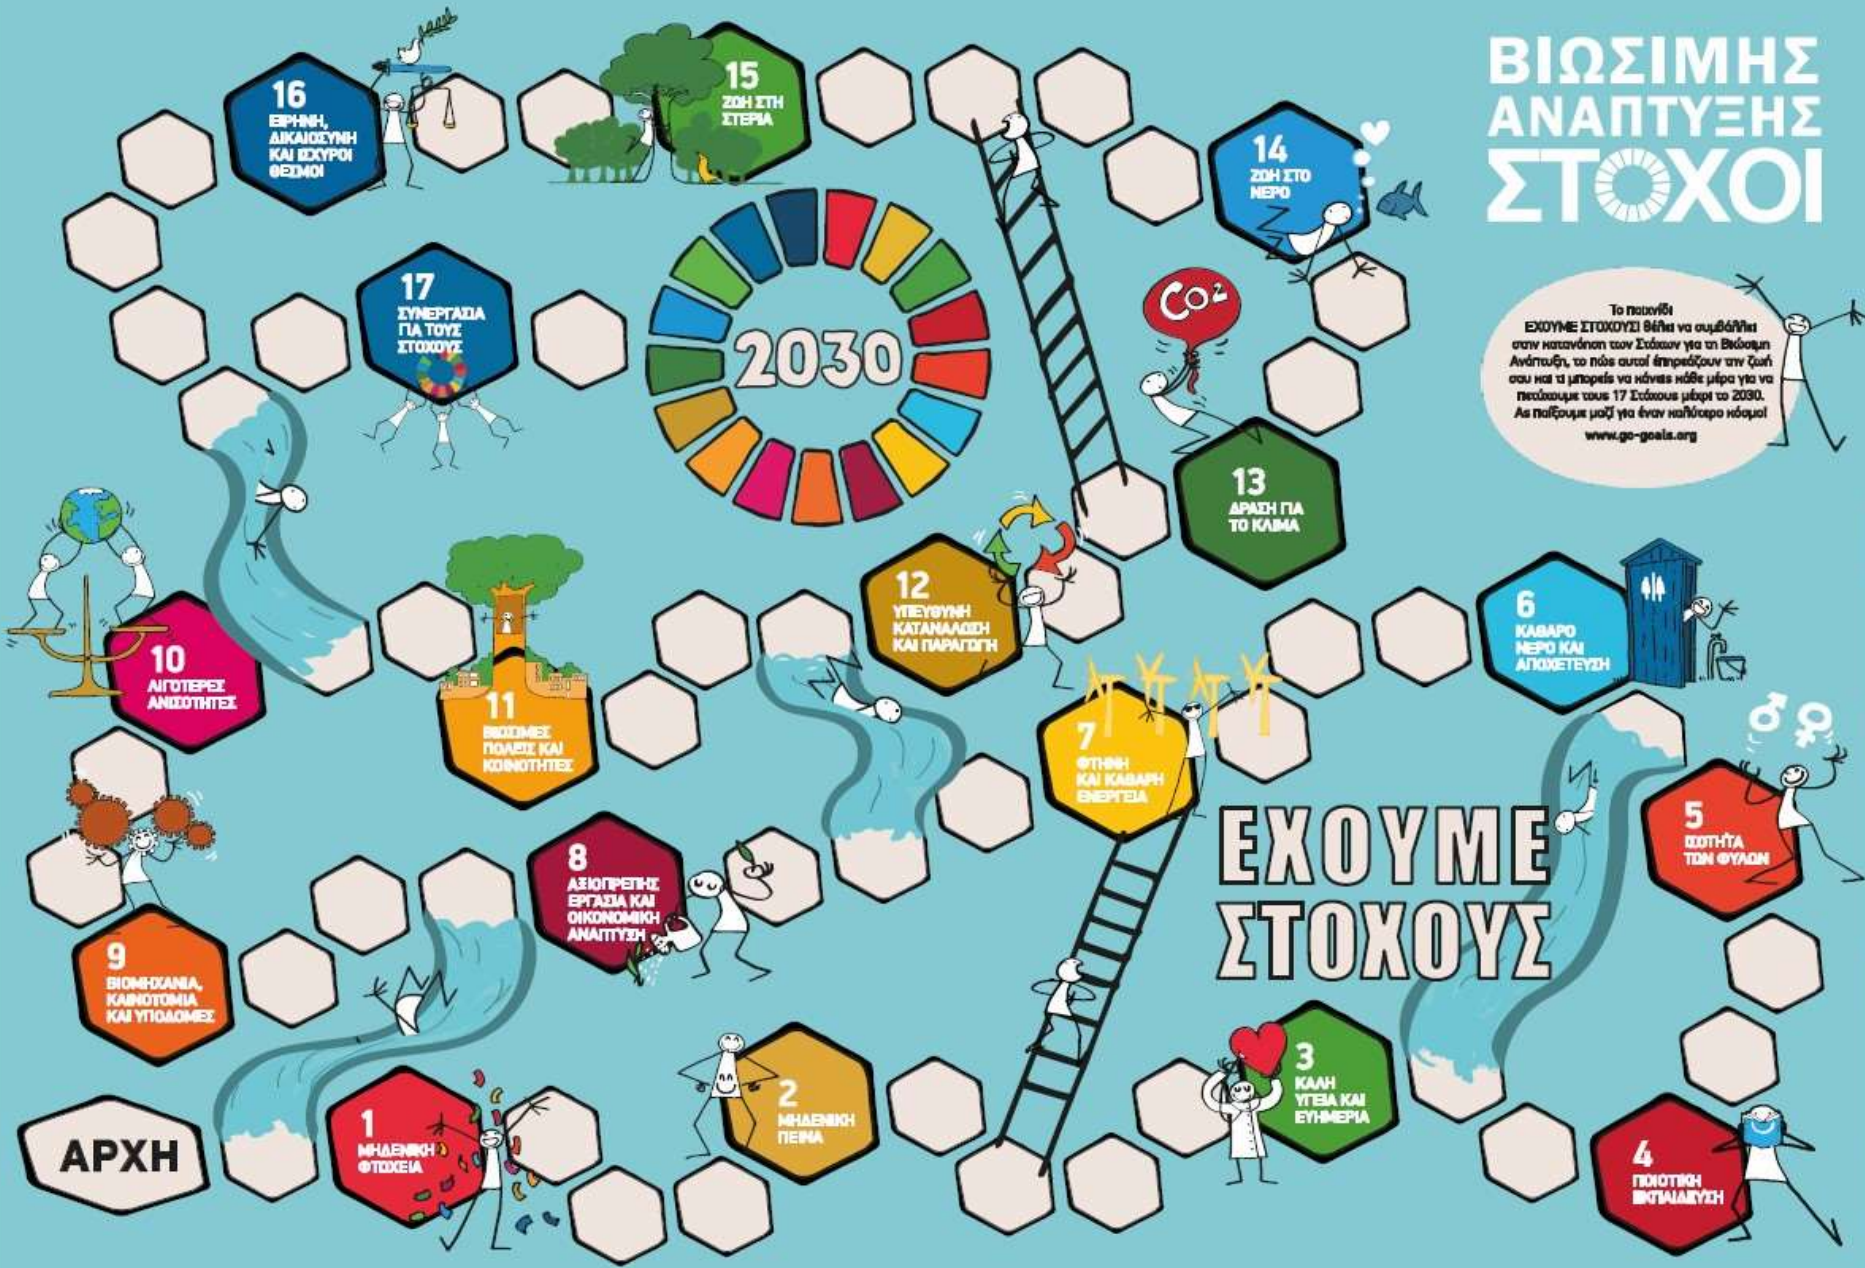 ΒΙΩΣΙΜΗΣ
ΑΝΑΠΤΥΞΗΣ
ΣΤΟΧΟΙ
Το παιχνίδι
ΕΧΟΥΜΕ ΣΤΟΧΟΥΣ! θέλει να συμβάλλει
στην κατανόηση των Στόχων για τη Βιώσιμη
Ανάπτυξη, το πώς αυτοί επηρεάζουν την ζωή
σου και τι μπορείς να κάνεις κάθε μέρα για να
πετύχουμε τους 17 Στόχους μέχρι το 2030.
Ας παίξουμε μαζί για έναν καλύτερο κόσμο!
www.go-goals.org
16
ΕΙΡΗΝΗ,
ΔΙΚΑΙΟΣΥΝΗ
ΚΑΙ ΙΣΧΥΡΟΙ
ΘΕΣΜΟΙ
15
ΖΩΗ ΣΤΗ
ΣΤΕΡΙΑ
14
ΖΩΗ ΣΤΟ
ΝΕΡΟ
17
ΣΥΝΕΡΓΑΣΙΑ
ΓΙΑ ΤΟΥΣ
ΣΤΟΧΟΥΣ
2030
CO2
13
ΔΡΑΣΗ ΓΙΑ
ΤΟ ΚΛΙΜΑ
12
ΥΠΕΥΘΥΝΗ
ΚΑΤΑΝΑΛΩΣΗ
ΚΑΙ ΠΑΡΑΓΩΓΗ
6
ΚΑΘΑΡΟ
ΝΕΡΟ ΚΑΙ
ΑΠΟΧΕΤΕΥΣΗ
10
ΛΙΓΟΤΕΡΕΣ
ΑΝΙΣΟΤΗΤΕΣ
11
ΒΙΩΣΙΜΕΣ
ΠΟΛΕΙΣ ΚΑΙ
ΚΟΙΝΟΤΗΤΕΣ
7
ΦΤΗΝΗ
ΚΑΙ ΚΑΘΑΡΗ
ΕΝΕΡΓΕΙΑ
5
ΙΣΟΤΗΤΑ
ΤΩΝ ΦΥΛΩΝ
8
ΑΞΙΟΠΡΕΠΗΣ
ΕΡΓΑΣΙΑ ΚΑΙ
ΟΙΚΟΝΟΜΙΚΗ
ΑΝΑΠΤΥΞΗ
ΕΧΟΥΜΕ
ΣΤΟΧΟΥΣ
9
ΒΙΟΜΗΧΑΝΙΑ,
ΚΑΙΝΟΤΟΜΙΑ
ΚΑΙ ΥΠΟΔΟΜΕΣ
3
ΚΑΛΗ
ΥΓΕΙΑ ΚΑΙ
ΕΥΗΜΕΡΙΑ
2
ΜΗΔΕΝΙΚΗ
ΠΕΙΝΑ
1
ΜΗΔΕΝΙΚΗ
ΦΤΩΧΕΙΑ
ΑΡΧΗ
4
ΠΟΙΟΤΙΚΗ
ΕΚΠΑΙΔΕΥΣΗ